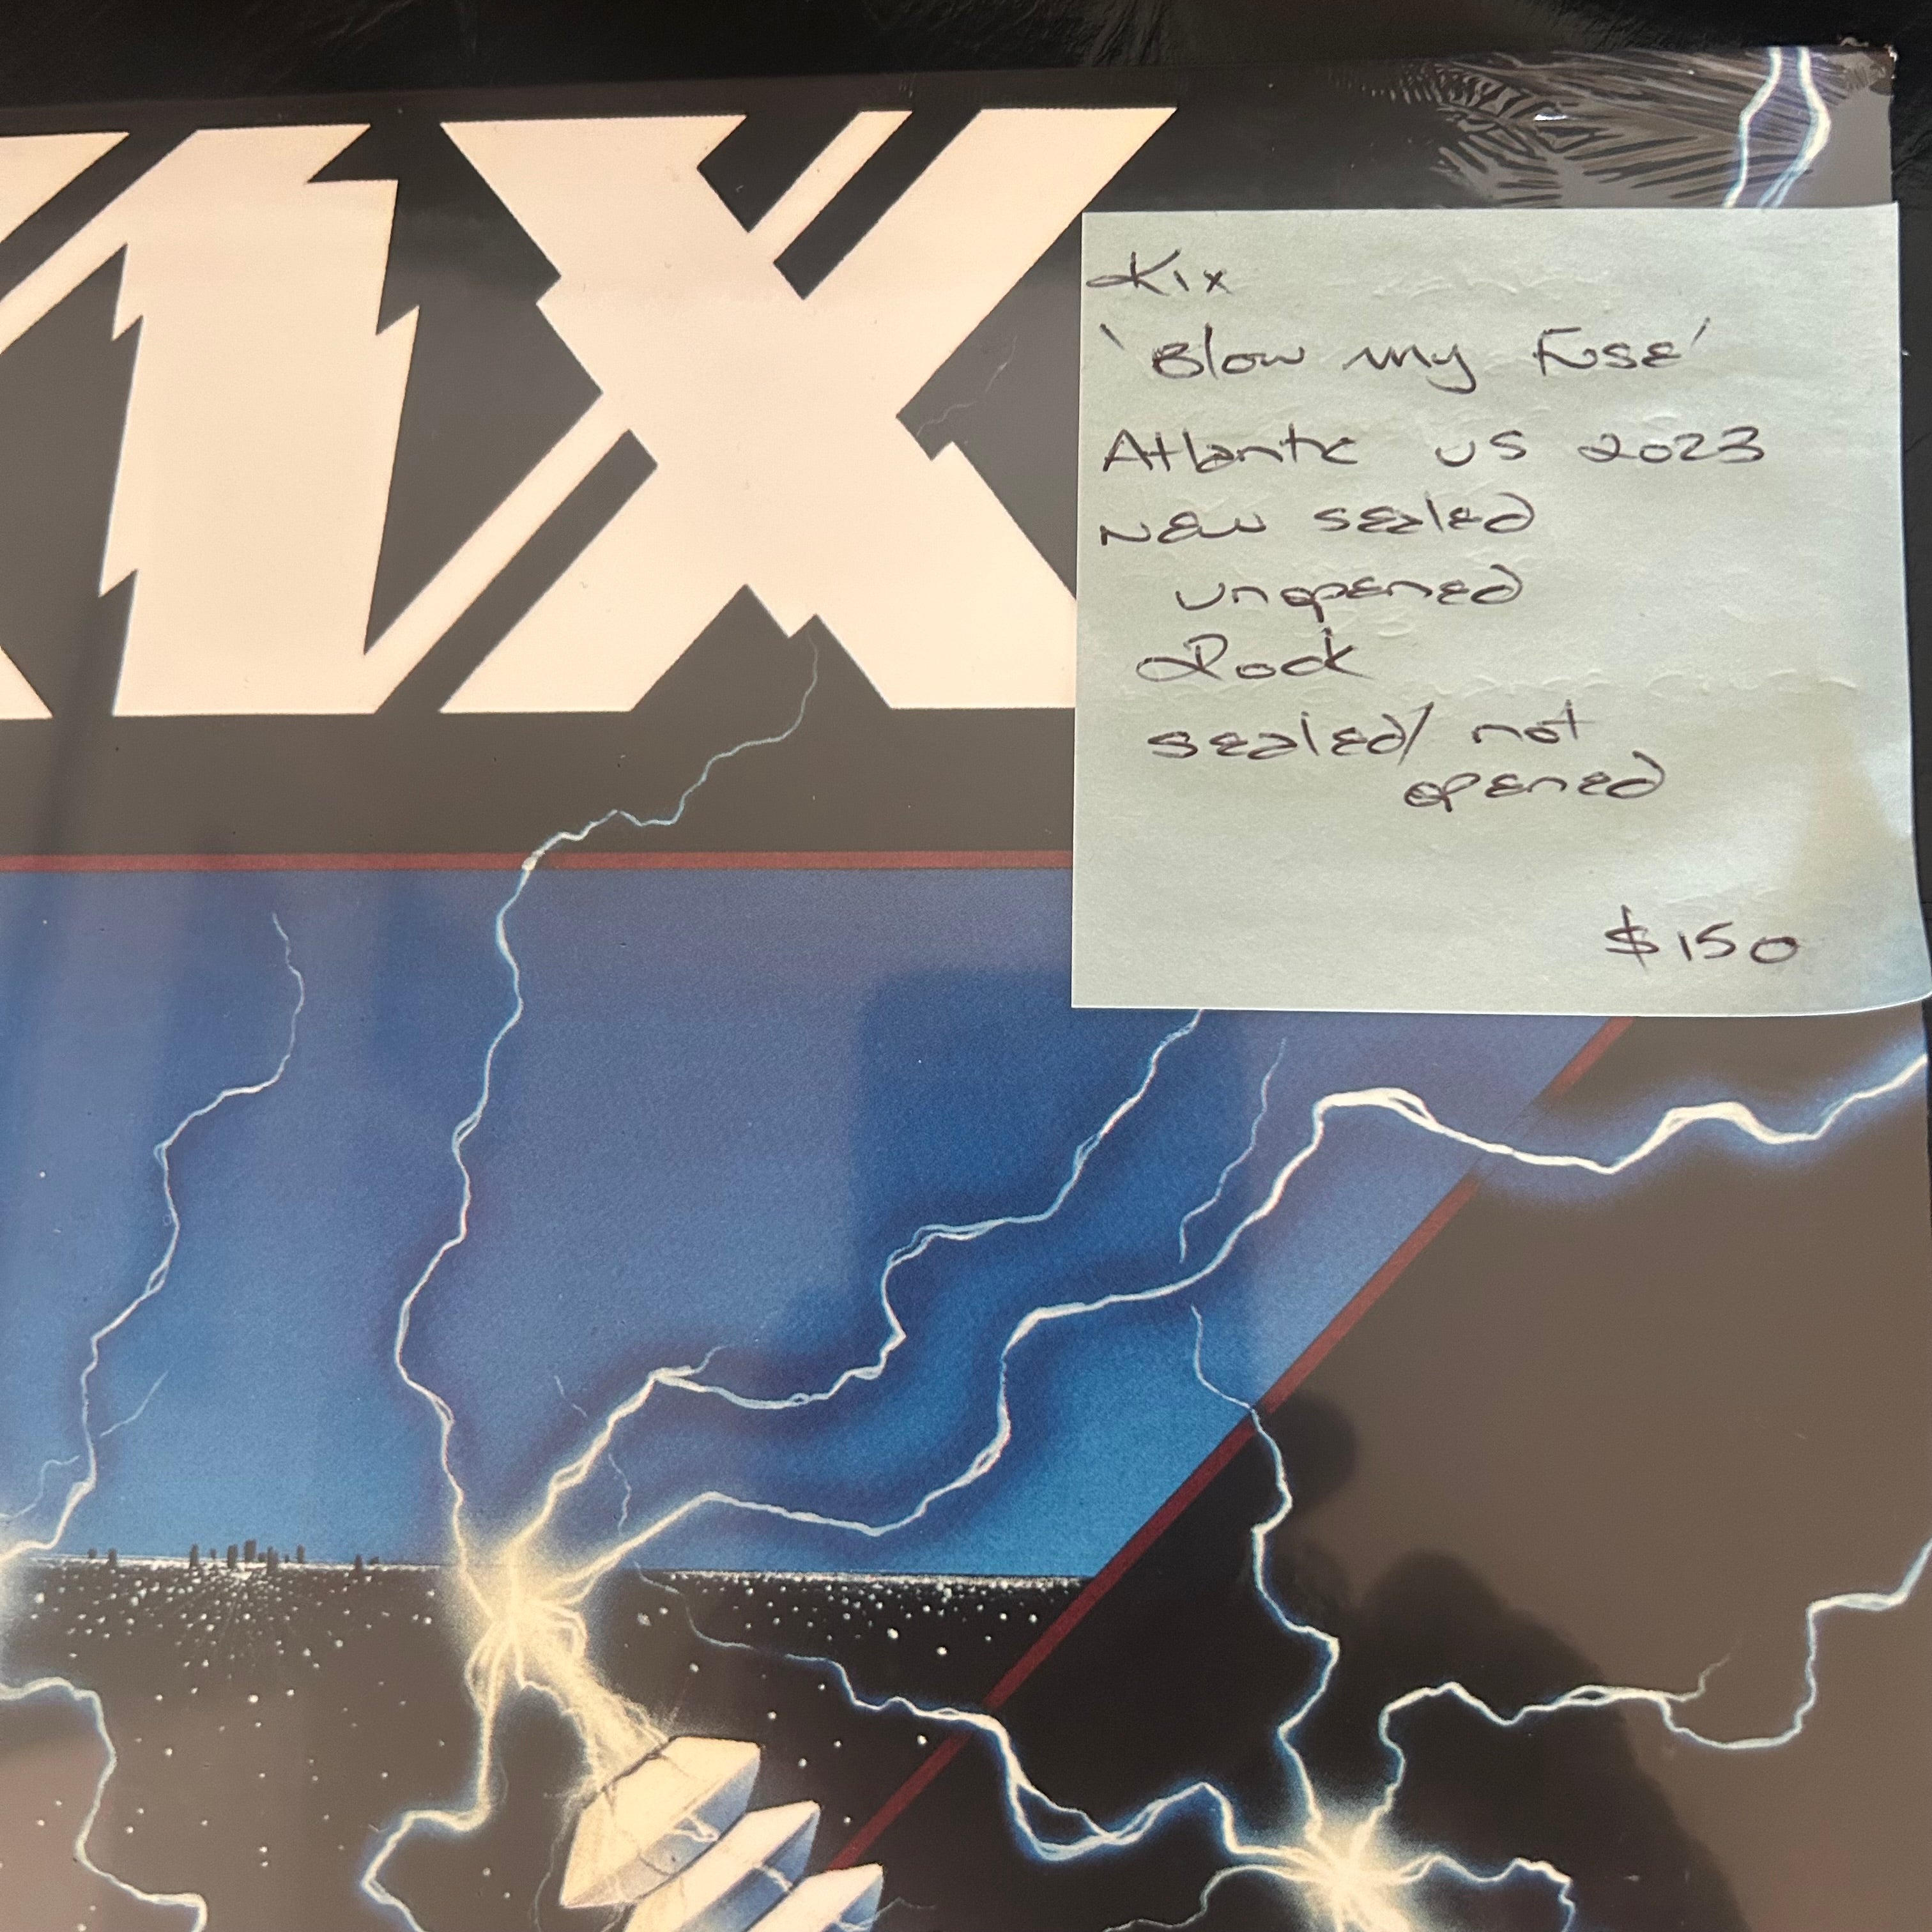 KIX
Kix
'Blow my Fuse'
Atlantic US 2023
New sealed
unopened
Rock
sealed/not
opened
$150